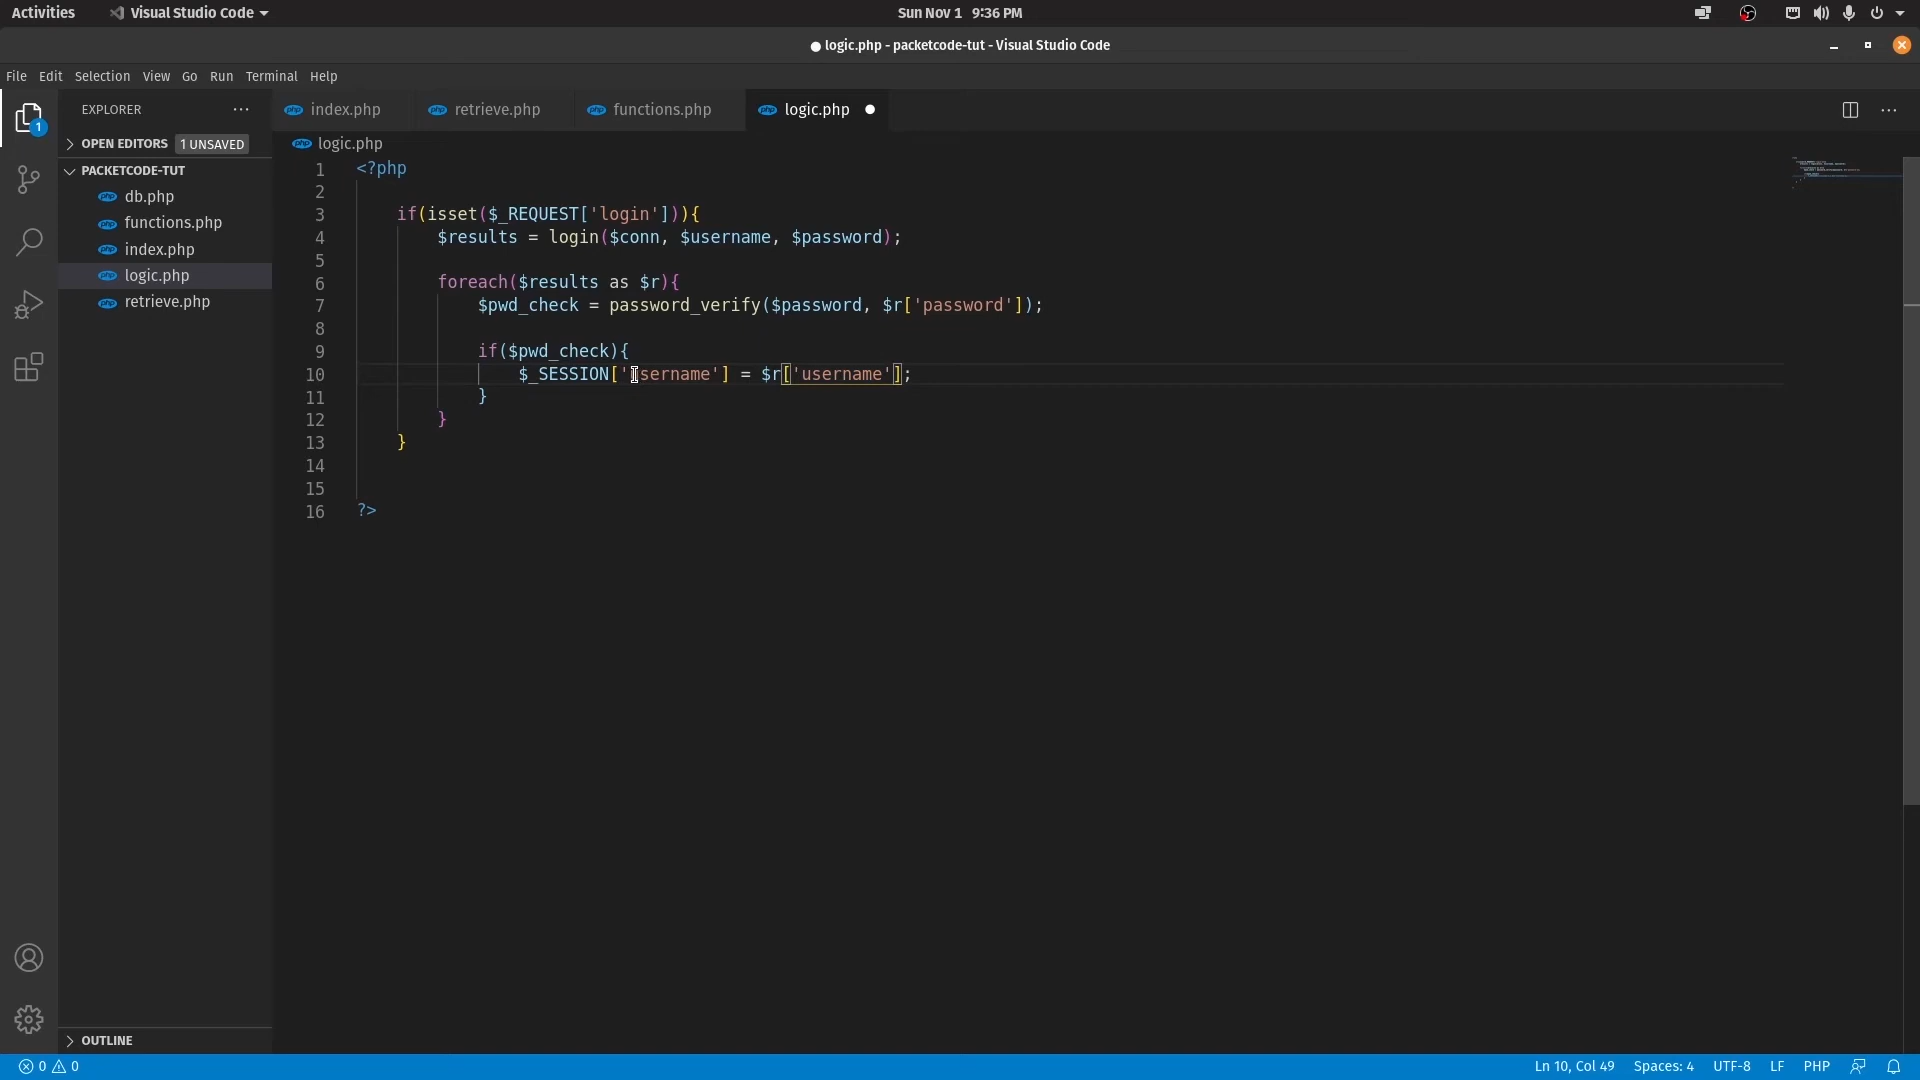 Activities Visual Studio Code Sun Nov 1 9:36 PM
● logic.php - packetcode-tut - Visual Studio Code
File Edit Selection View Go Run Terminal Help
EXPLORER ··· index.php retrieve.php functions.php logic.php ●
1
OPEN EDITORS 1 UNSAVED
logic.php
PACKETCODE-TUT
db.php
functions.php
index.php
logic.php
retrieve.php
1 <?php
2
3 if(isset($_REQUEST['login'])){
4 $results = login($conn, $username, $password);
5
6 foreach($results as $r){
7 $pwd_check = password_verify($password, $r['password']);
8
9 if($pwd_check){
10 $_SESSION['username'] = $r['username'];
11 }
12 }
13 }
14
15
16 ?>
OUTLINE
0 0 Ln 10, Col 49 Spaces: 4 UTF-8 LF PHP